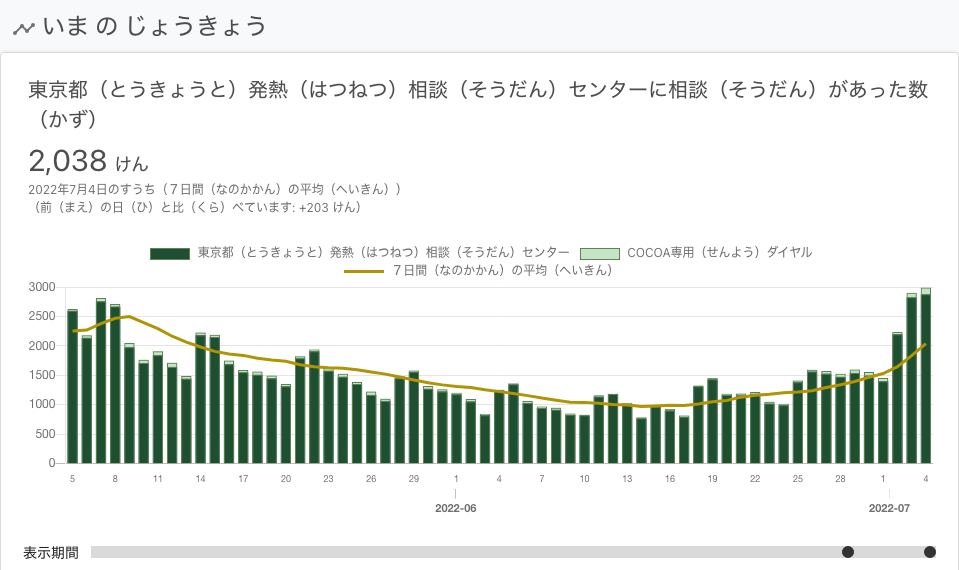 いま の じょうきょう
東京都（とうきょうと）発熱（はつねつ）相談（そうだん）センターに相談（そうだん）があった数
（かず）
2,038 けん
2022年7月4日のすうち（７日間（なのかかん）の平均（へいきん））
（前（まえ）の日（ひ）と比（くら）べています: +203 けん）
東京都（とうきょうと）発熱（はつねつ）相談（そうだん）センター COCOA専用（せんよう）ダイヤル
７日間（なのかかん）の平均（へいきん）
3000
2500
2000
1500
1000
500
0
5 8 11 14 17 20 23 26 29 1 4 7 10 13 16 19 22 25 28 1 4
2022-06 2022-07
表示期間